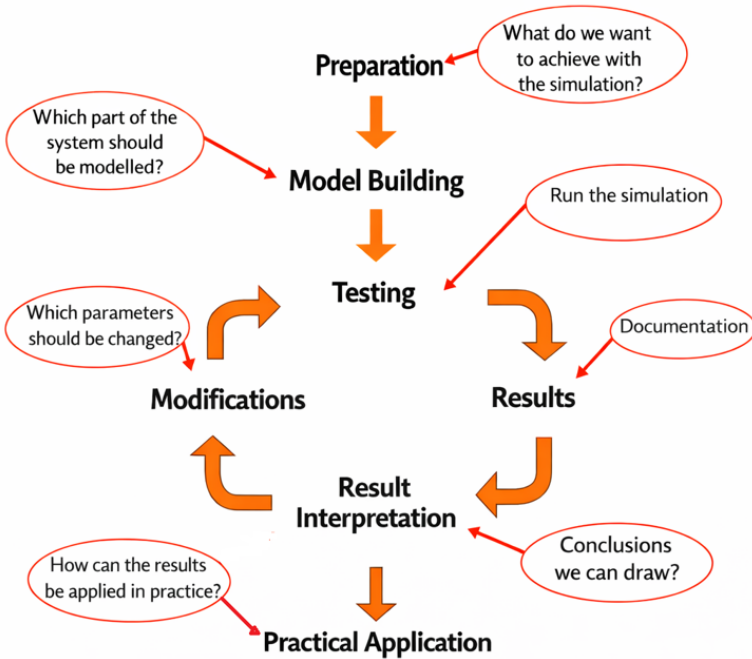 What do we want
to achieve with
the simulation?
Preparation
Which part of the
system should
be modelled?
Model Building
Run the simulation
Testing
Which parameters
should be changed?
Documentation
Modifications
Results
Result
Interpretation
Conclusions
we can draw?
How can the results
be applied in practice?
Practical Application